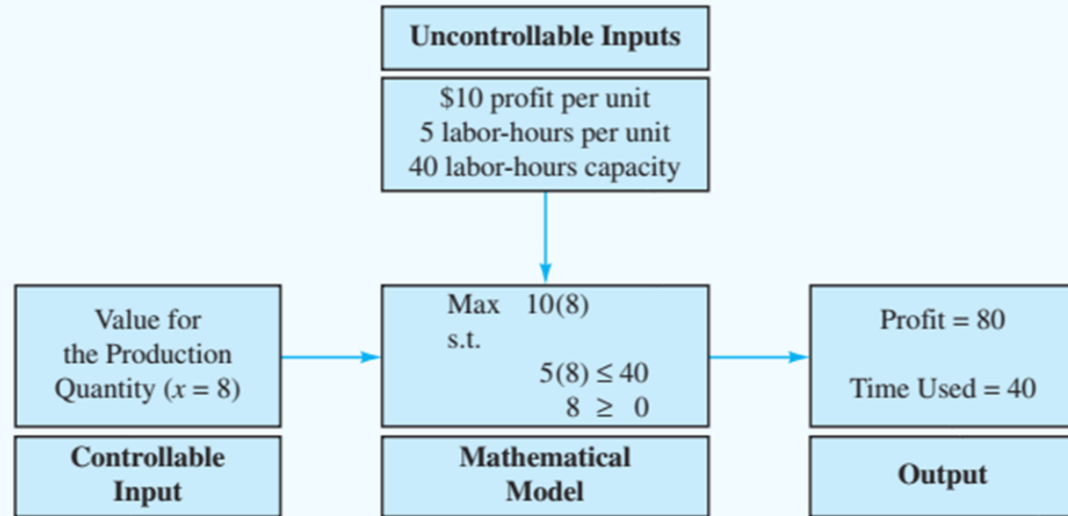 Uncontrollable Inputs
$10 profit per unit
5 labor-hours per unit
40 labor-hours capacity
Value for
the Production
Quantity (x = 8)
Controllable
Input
Max 10(8)
s.t.
5(8) ≤ 40
8 ≥ 0
Mathematical
Model
Profit = 80
Time Used = 40
Output